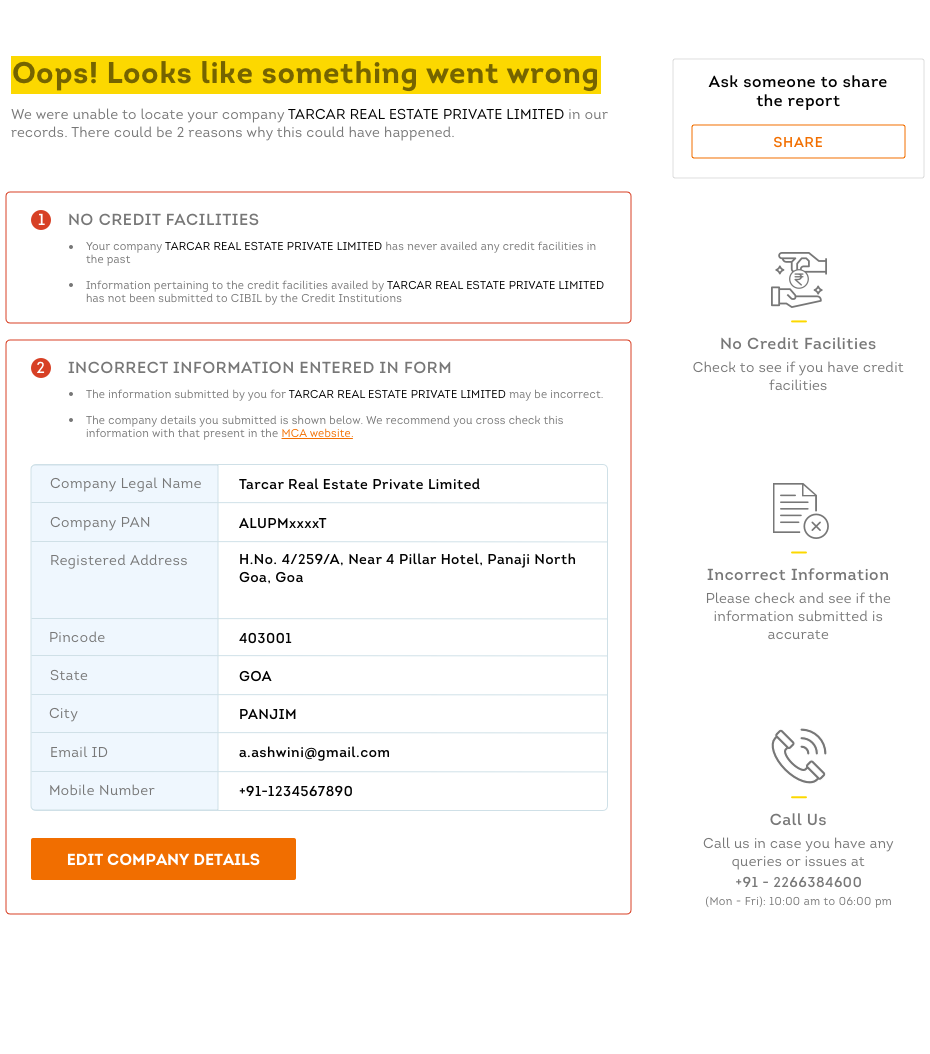 Oops! Looks like something went wrong
We were unable to locate your company TARCAR REAL ESTATE PRIVATE LIMITED in our
records. There could be 2 reasons why this could have happened.
1 NO CREDIT FACILITIES
• Your company TARCAR REAL ESTATE PRIVATE LIMITED has never availed any credit facilities in
the past
• Information pertaining to the credit facilities availed by TARCAR REAL ESTATE PRIVATE LIMITED
has not been submitted to CIBIL by the Credit Institutions
2 INCORRECT INFORMATION ENTERED IN FORM
• The information submitted by you for TARCAR REAL ESTATE PRIVATE LIMITED may be incorrect.
• The company details you submitted is shown below. We recommend you cross check this
information with that present in the MCA website.
Company Legal Name Tarcar Real Estate Private Limited
Company PAN ALUPMxxxxT
Registered Address H.No. 4/259/A, Near 4 Pillar Hotel, Panaji North
Goa, Goa
Pincode 403001
State GOA
City PANJIM
Email ID a.ashwini@gmail.com
Mobile Number +91-1234567890
EDIT COMPANY DETAILS
Ask someone to share
the report
SHARE
₹
No Credit Facilities
Check to see if you have credit
facilities
Incorrect Information
Please check and see if the
information submitted is
accurate
Call Us
Call us in case you have any
queries or issues at
+91 - 2266384600
(Mon - Fri): 10:00 am to 06:00 pm